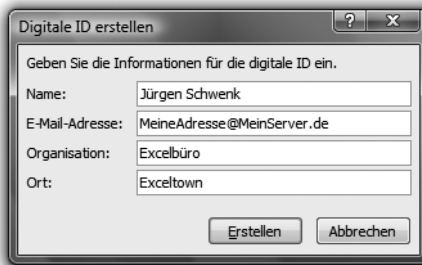 Digitale ID erstellen
Geben Sie die Informationen für die digitale ID ein.
Name: Jürgen Schwenk
E-Mail-Adresse: MeineAdresse@MeinServer.de
Organisation: Excelbüro
Ort: Exceltown
Erstellen Abbrechen